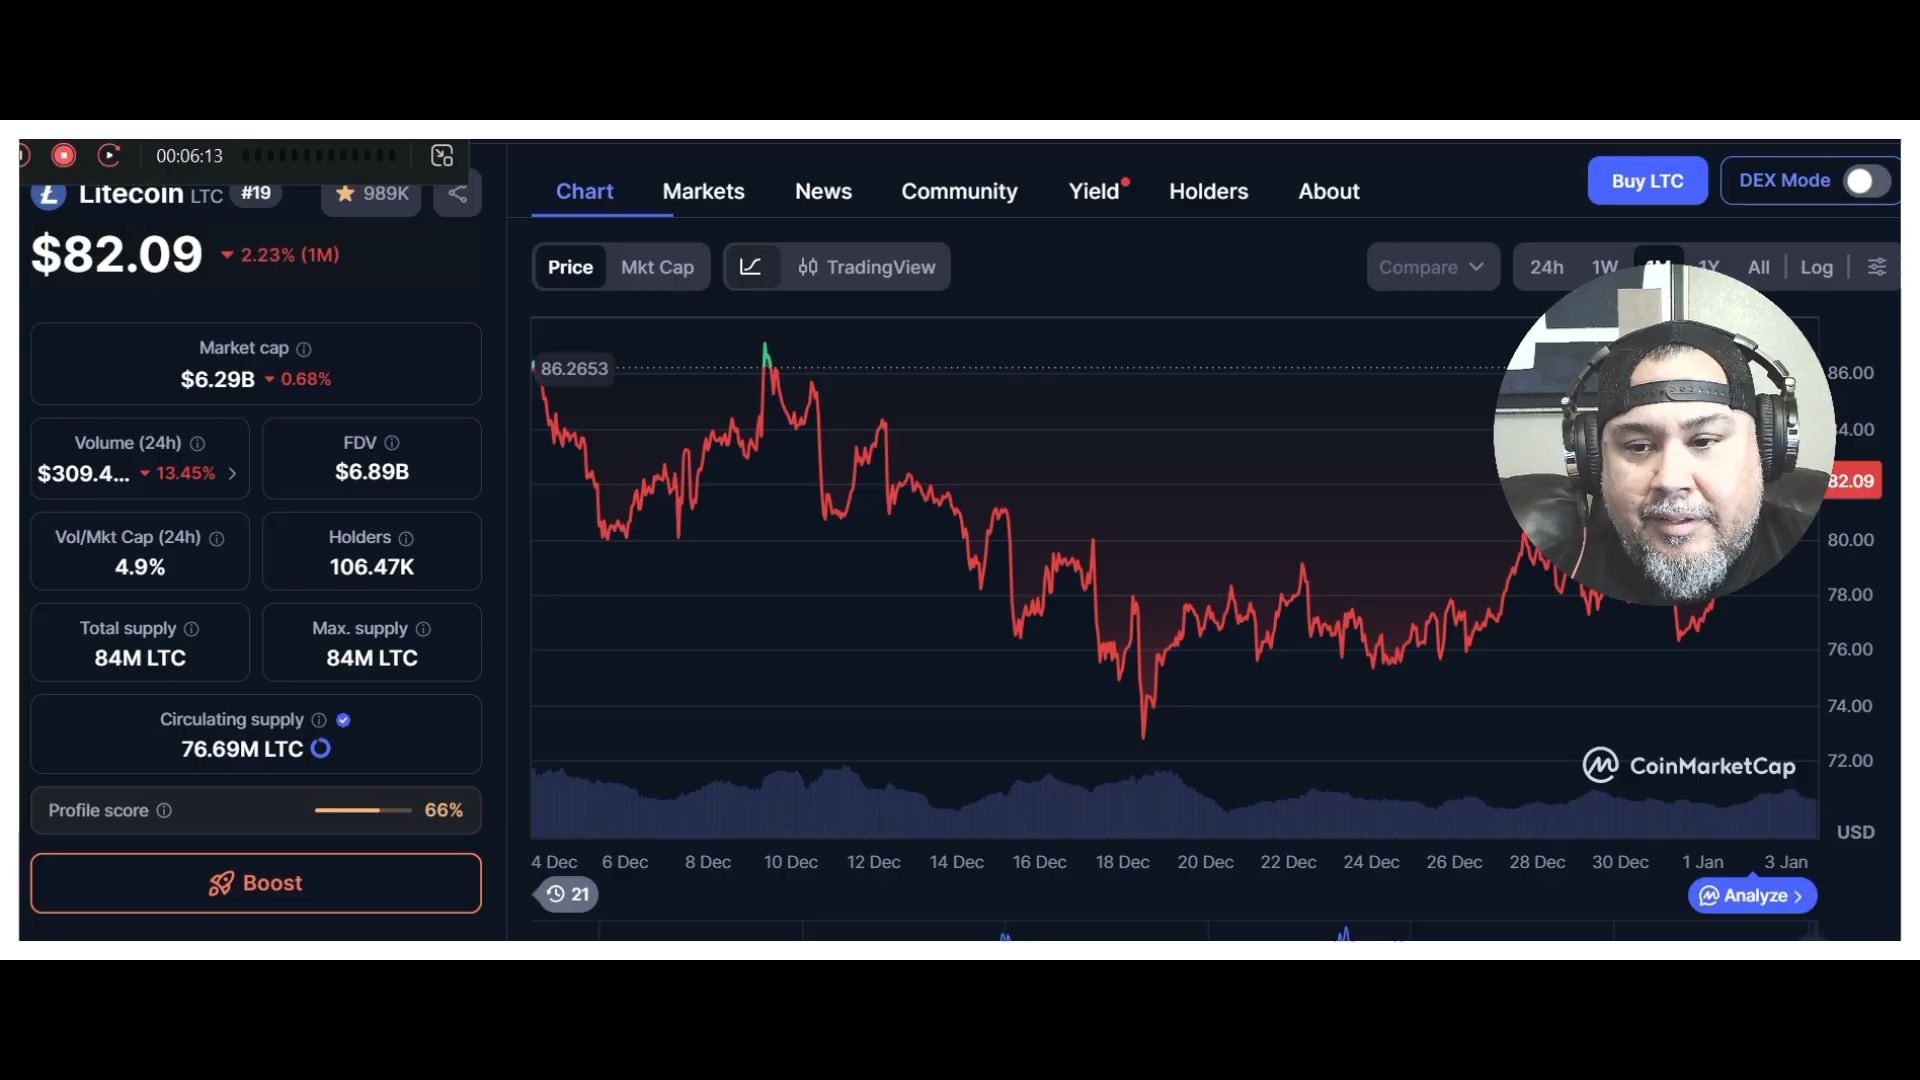 00:06:13
Litecoin LTC #19 989K
$82.09 2.23% (1M)
Market cap
$6.29B 0.68%
Volume (24h)
$309.4... 13.45%
FDV
$6.89B
Vol/Mkt Cap (24h)
4.9%
Holders
106.47K
Total supply
84M LTC
Max. supply
84M LTC
Circulating supply
76.69M LTC
Profile score 66%
Boost
Chart Markets News Community Yield Holders About
Buy LTC
DEX Mode
Price Mkt Cap
TradingView
Compare
24h 1W 1M 1Y All Log
86.2653
86.00
84.00
82.09
80.00
78.00
76.00
74.00
72.00
CoinMarketCap
USD
4 Dec 6 Dec 8 Dec 10 Dec 12 Dec 14 Dec 16 Dec 18 Dec 20 Dec 22 Dec 24 Dec 26 Dec 28 Dec 30 Dec 1 Jan 3 Jan
21
Analyze